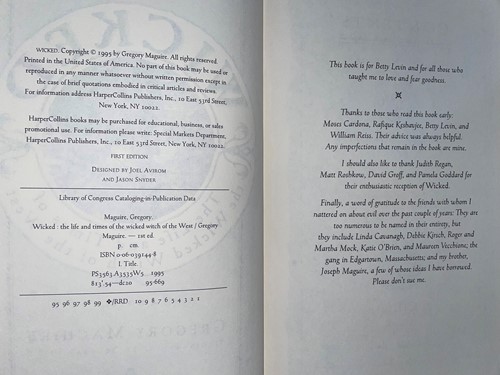 WICKED. Copyright © 1995 by Gregory Maguire. All rights reserved.
Printed in the United States of America. No part of this book may be used or
reproduced in any manner whatsoever without written permission except in
the case of brief quotations embodied in critical articles and reviews.
For information address HarperCollins Publishers, Inc., 10 East 53rd Street,
New York, NY 10022.
HarperCollins books may be purchased for educational, business, or sales
promotional use. For information please write: Special Markets Department,
HarperCollins Publishers, Inc., 10 East 53rd Street, New York, NY 10022.
FIRST EDITION
DESIGNED BY JOEL AVIROM
AND JASON SNYDER
Library of Congress Cataloging-in-Publication Data
Maguire, Gregory.
Wicked : the life and times of the wicked witch of the West / Gregory
Maguire. — 1st ed.
p. cm.
ISBN 0-06-039144-8
I. Title.
PS3563.A3535W5 1995
813'.54—dc20 95-669
95 96 97 98 99 ❖/RRD. 10 9 8 7 6 5 4 3 2 1
This book is for Betty Levin and for all those who
taught me to love and fear goodness.
Thanks to those who read this book early:
Moses Cardona, Rafique Keshavjee, Betty Levin, and
William Reiss. Their advice was always helpful.
Any imperfections that remain in the book are mine.
I should also like to thank Judith Regan,
Matt Roshkow, David Groff, and Pamela Goddard for
their enthusiastic reception of Wicked.
Finally, a word of gratitude to the friends with whom I
nattered on about evil over the past couple of years: They are
too numerous to be named in their entirety, but
they include Linda Cavanagh, Debbie Kirsch, Roger and
Martha Mock, Katie O'Brien, and Maureen Vecchione; the
gang in Edgartown, Massachusetts; and my brother,
Joseph Maguire, a few of whose ideas I have borrowed.
Please don't sue me.